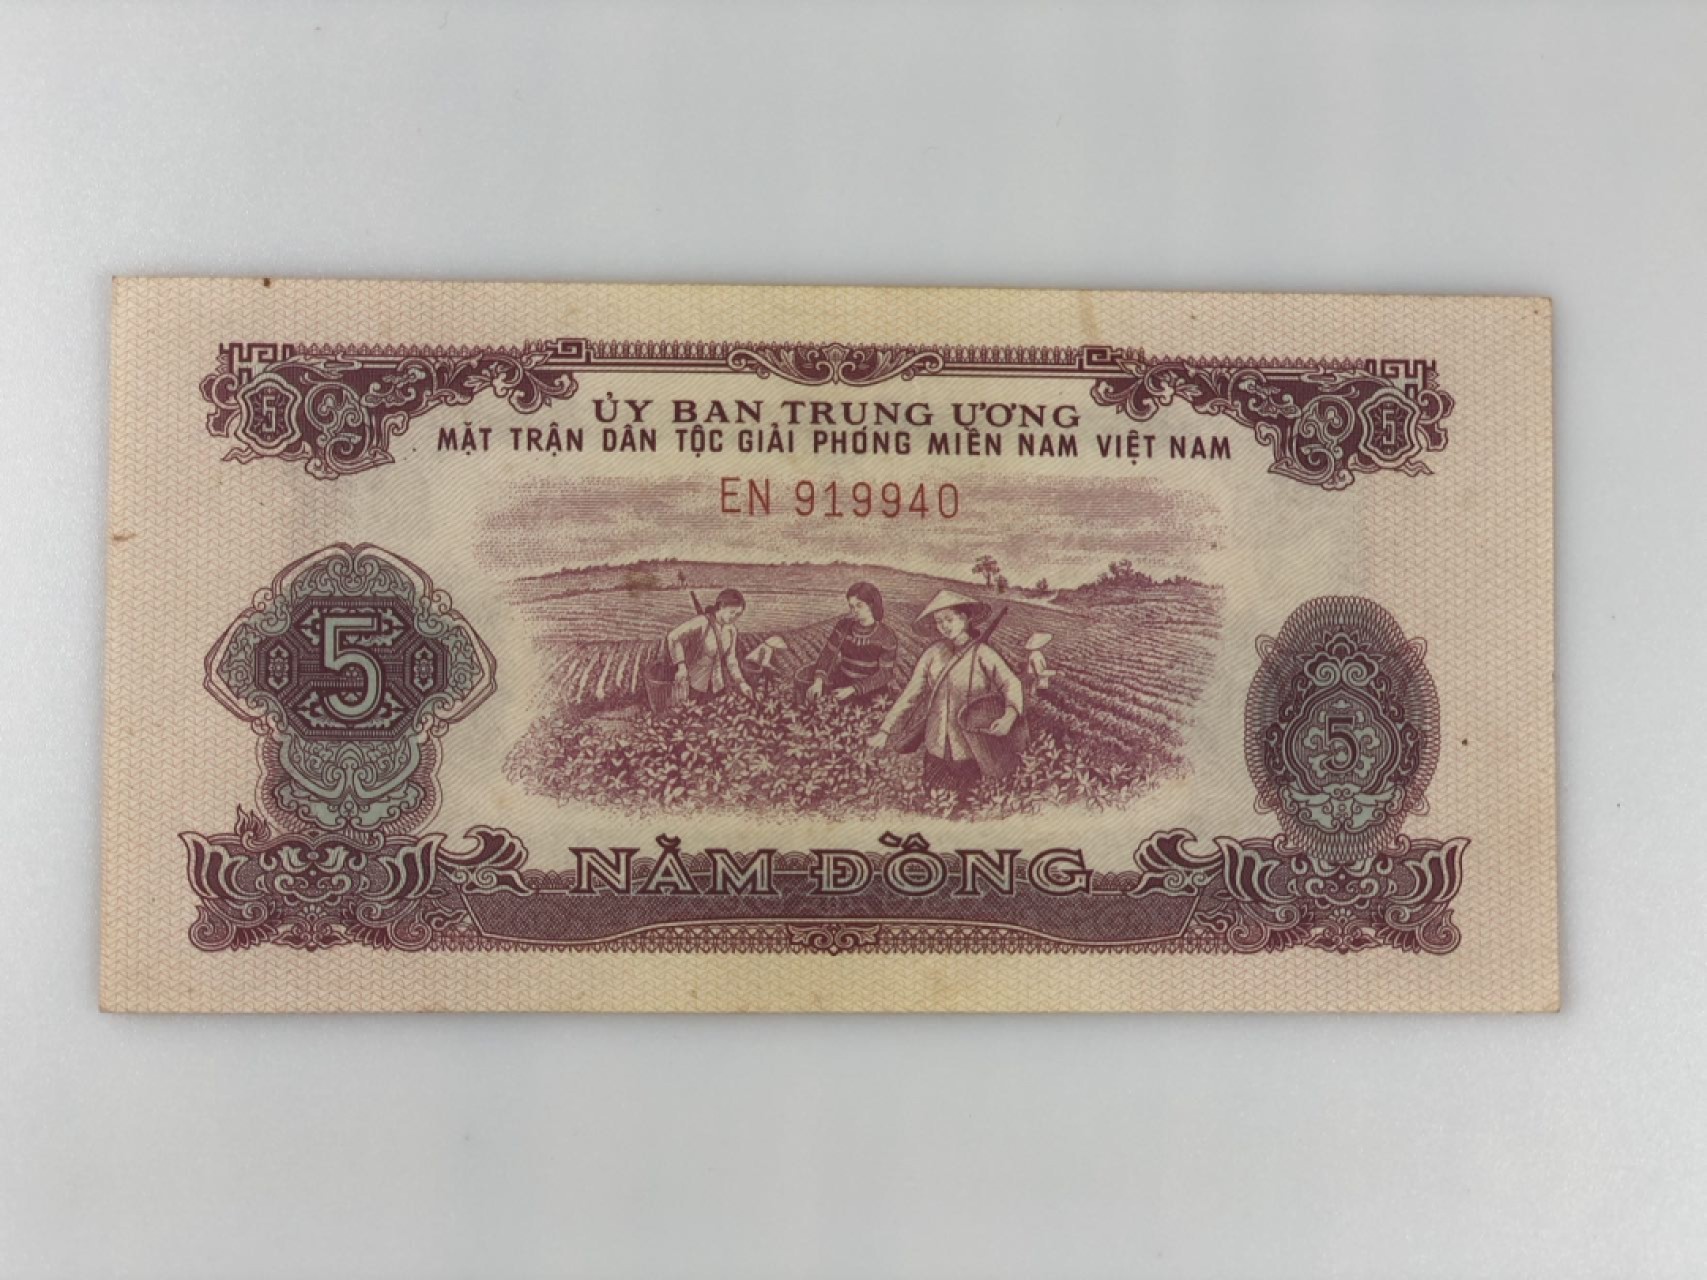 5
5
ỦY BAN TRUNG ƯƠNG
MẶT TRẬN DÂN TỘC GIẢI PHÓNG MIỀN NAM VIỆT NAM
EN 919940
5
5
NĂM ĐỒNG